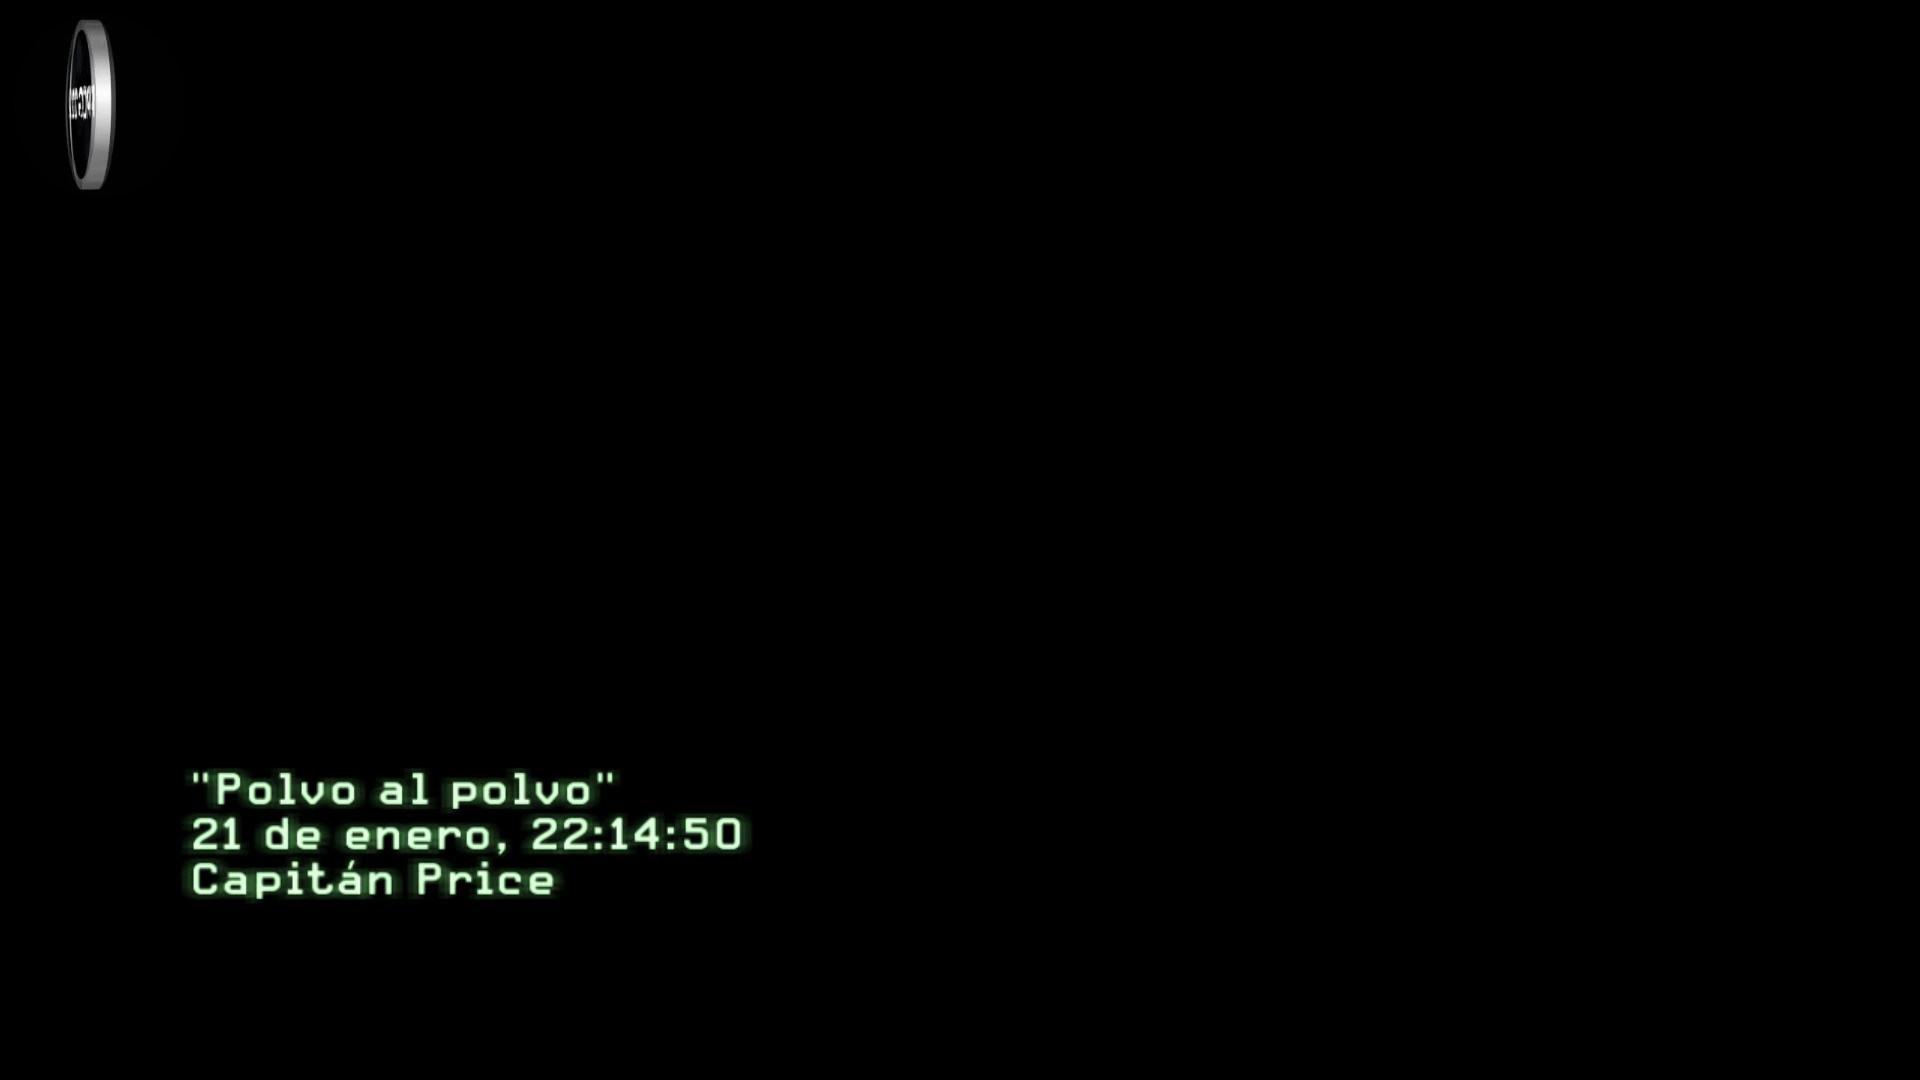 "Polvo al polvo"
21 de enero, 22:14:50
Capitán Price